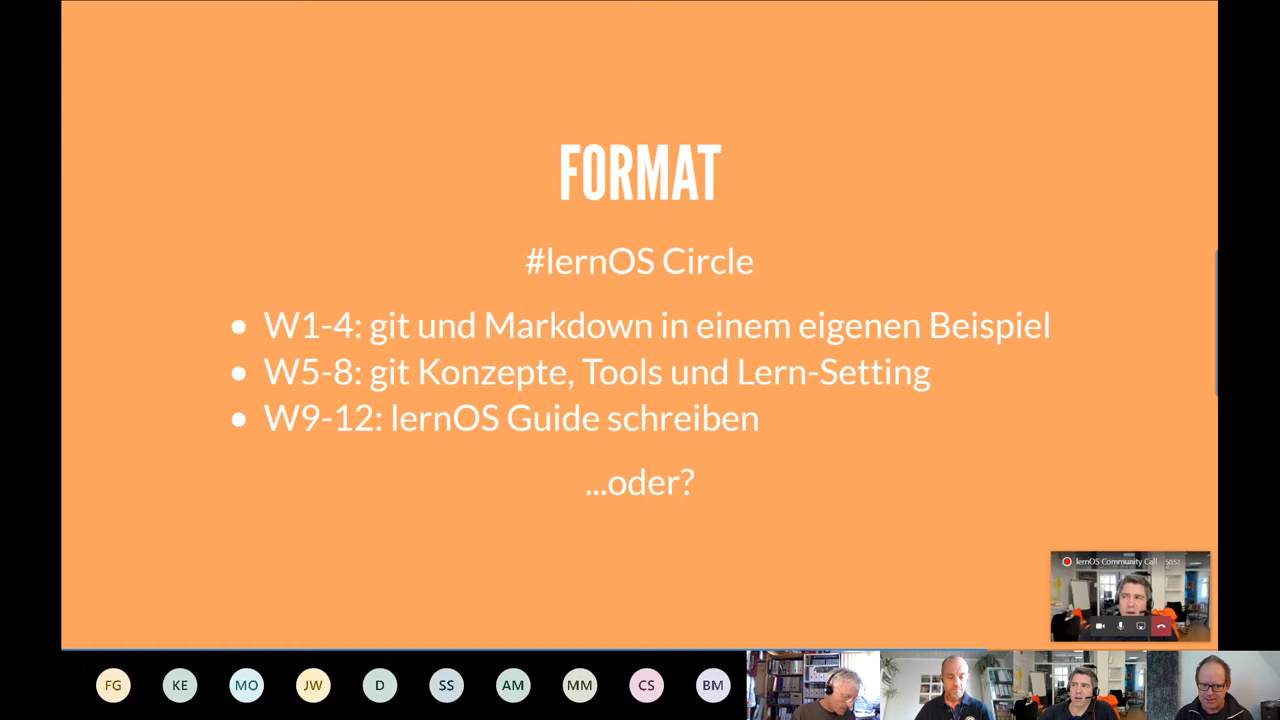 FORMAT
#lernOS Circle
W1-4: git und Markdown in einem eigenen Beispiel
W5-8: git Konzepte, Tools und Lern-Setting
W9-12: lernOS Guide schreiben
...oder?
lernOS Community Call 50:52
FG KE MO JW D SS AM MM CS BM